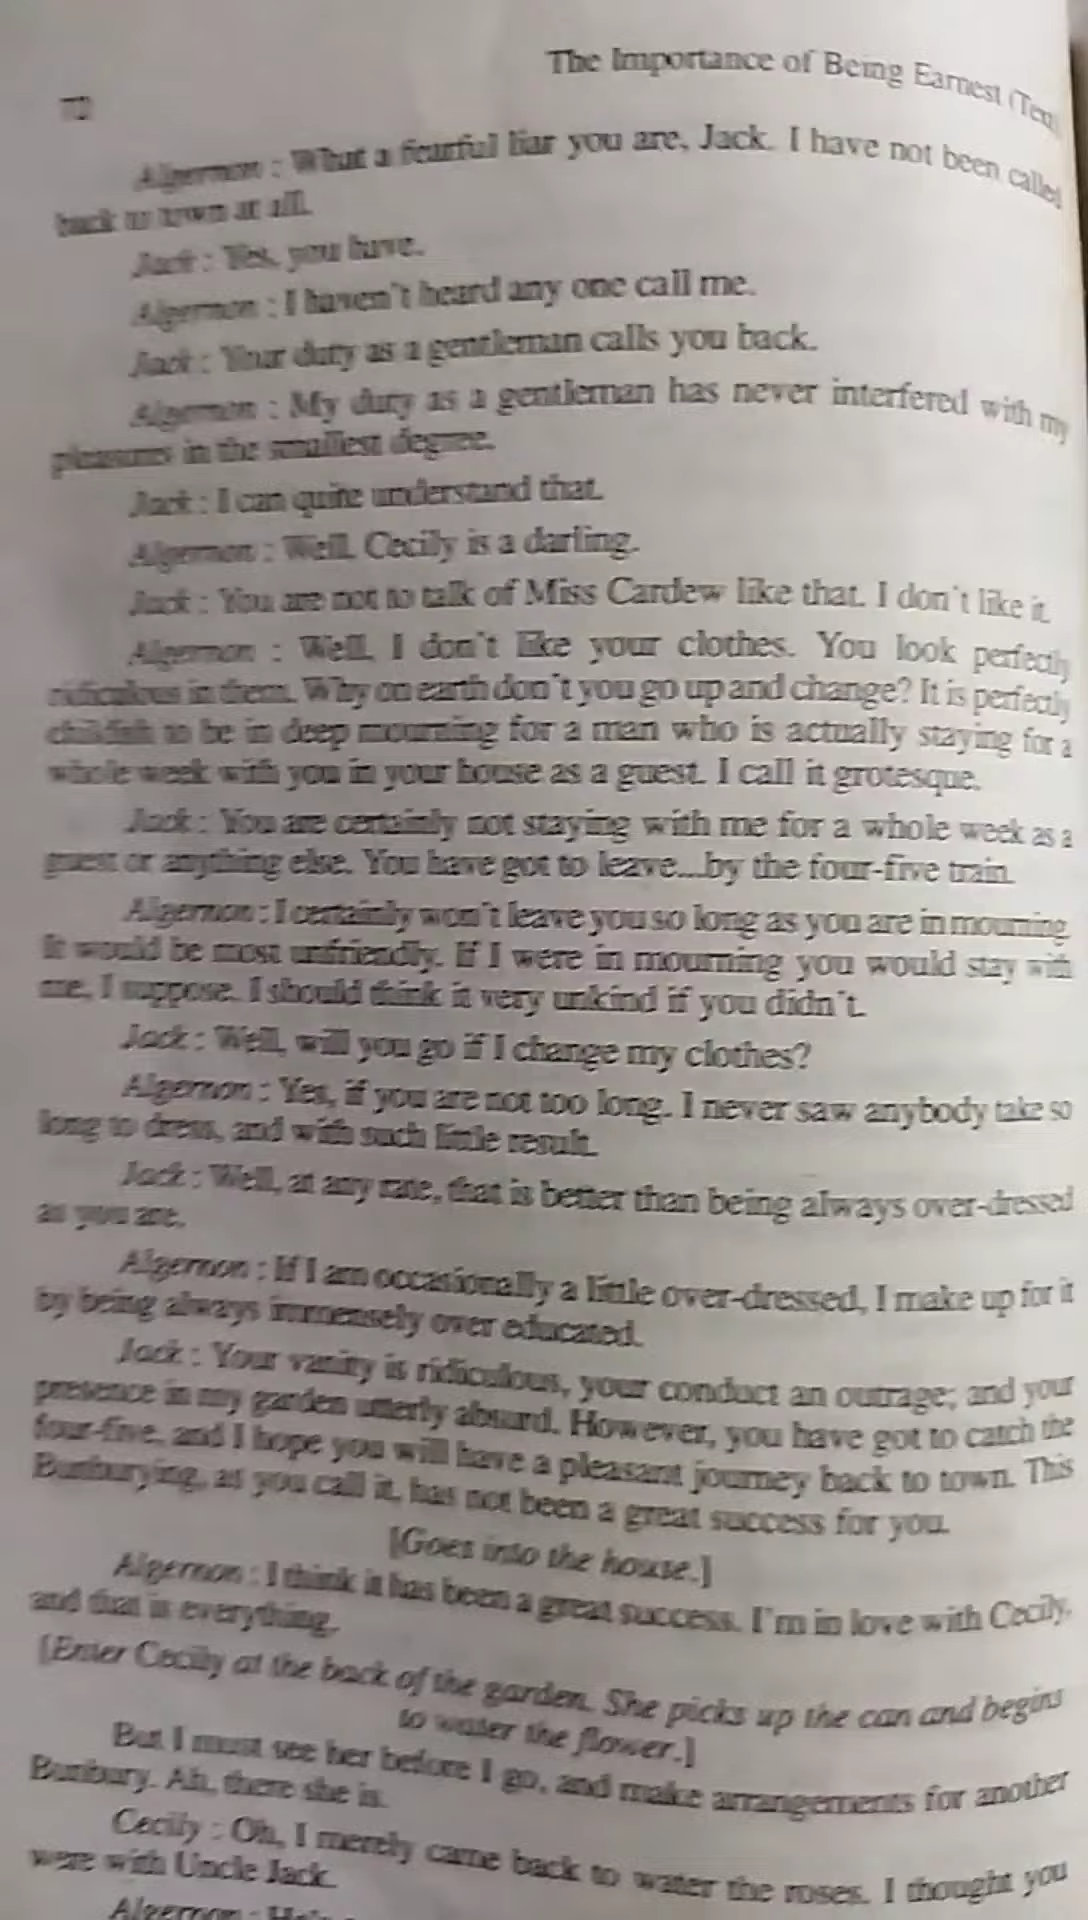 The Importance of Being Earnest (Text)
72
Algernon : What a fearful liar you are, Jack. I have not been called
back to town at all.
Jack : Yes, you have.
Algernon : I haven't heard any one call me.
Jack : Your duty as a gentleman calls you back.
Algernon : My duty as a gentleman has never interfered with my
pleasures in the smallest degree.
Jack : I can quite understand that.
Algernon : Well, Cecily is a darling.
Jack : You are not to talk of Miss Cardew like that. I don't like it.
Algernon : Well, I don't like your clothes. You look perfectly
ridiculous in them. Why on earth don't you go up and change? It is perfectly
childish to be in deep mourning for a man who is actually staying for a
whole week with you in your house as a guest. I call it grotesque.
Jack : You are certainly not staying with me for a whole week as a
guest or anything else. You have got to leave...by the four-five train.
Algernon : I certainly won't leave you so long as you are in mourning.
It would be most unfriendly. If I were in mourning you would stay with
me, I suppose. I should think it very unkind if you didn't.
Jack : Well, will you go if I change my clothes?
Algernon : Yes, if you are not too long. I never saw anybody take so
long to dress, and with such little result.
Jack : Well, at any rate, that is better than being always over-dressed
as you are.
Algernon : If I am occasionally a little over-dressed, I make up for it
by being always immensely over educated.
Jack : Your vanity is ridiculous, your conduct an outrage; and your
presence in my garden utterly absurd. However, you have got to catch the
four-five, and I hope you will have a pleasant journey back to town. This
Bunburying, as you call it, has not been a great success for you.
[Goes into the house.]
Algernon : I think it has been a great success. I'm in love with Cecily,
and that is everything.
[Enter Cecily at the back of the garden. She picks up the can and begins
to water the flower.]
But I must see her before I go, and make arrangements for another
Bunbury. Ah, there she is.
Cecily : Oh, I merely came back to water the roses. I thought you
were with Uncle Jack.
Algernon : He's